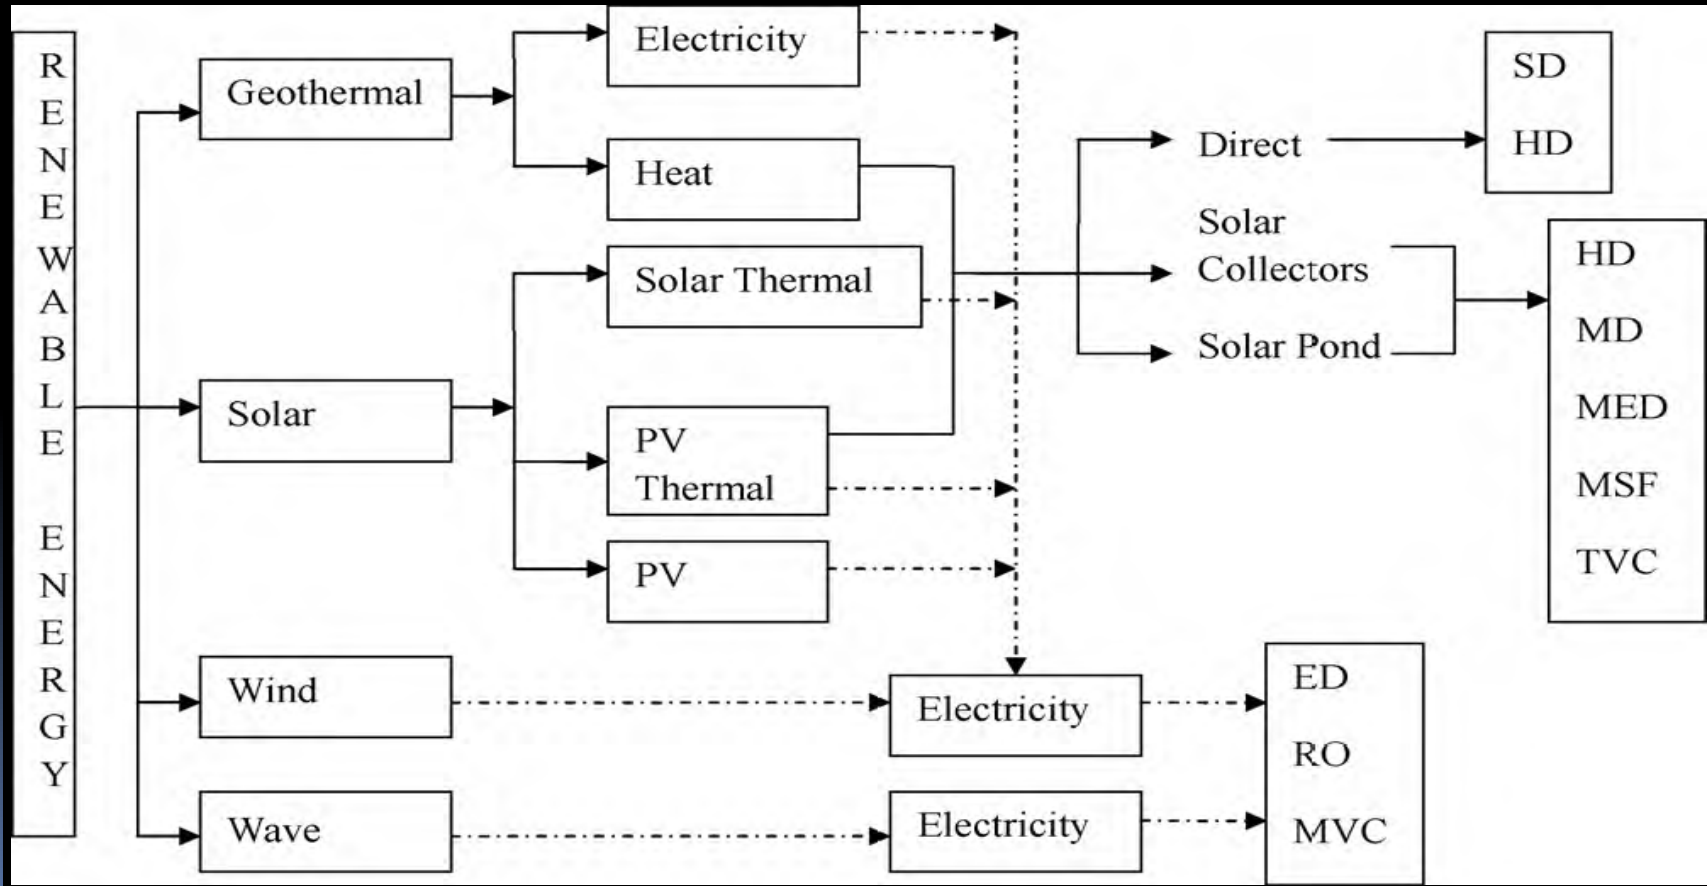 RENEWABLE ENERGY
Geothermal
Solar
Wind
Wave
Electricity
Heat
Solar Thermal
PV
Thermal
PV
Electricity
Electricity
Direct
Solar
Collectors
Solar Pond
SD
HD
HD
MD
MED
MSF
TVC
ED
RO
MVC